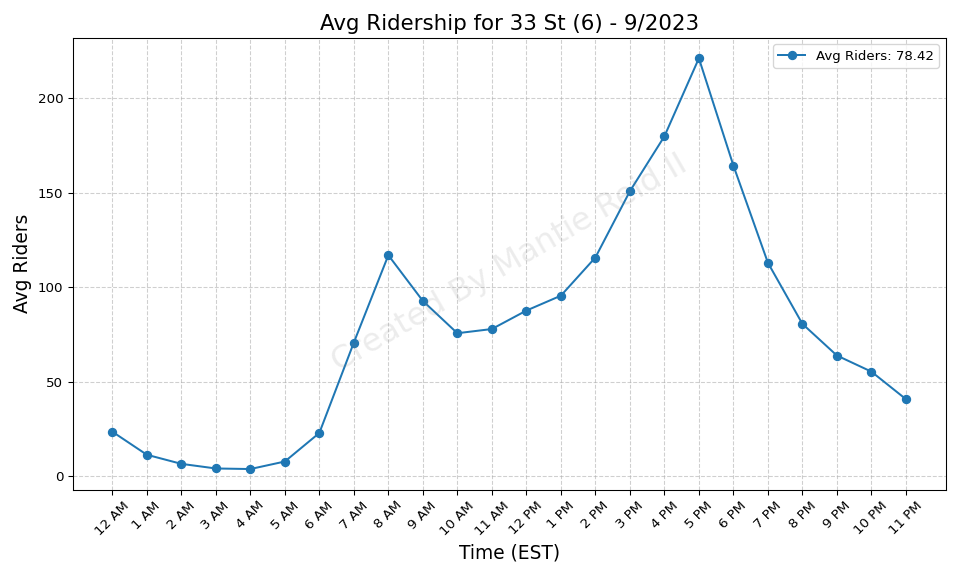 Avg Ridership for 33 St (6) - 9/2023
Avg Riders: 78.42
200
150
100
50
0
Avg Riders
Created By Mantle Reid II
12 AM
1 AM
2 AM
3 AM
4 AM
5 AM
6 AM
7 AM
8 AM
9 AM
10 AM
11 AM
12 PM
1 PM
2 PM
3 PM
4 PM
5 PM
6 PM
7 PM
8 PM
9 PM
10 PM
11 PM
Time (EST)